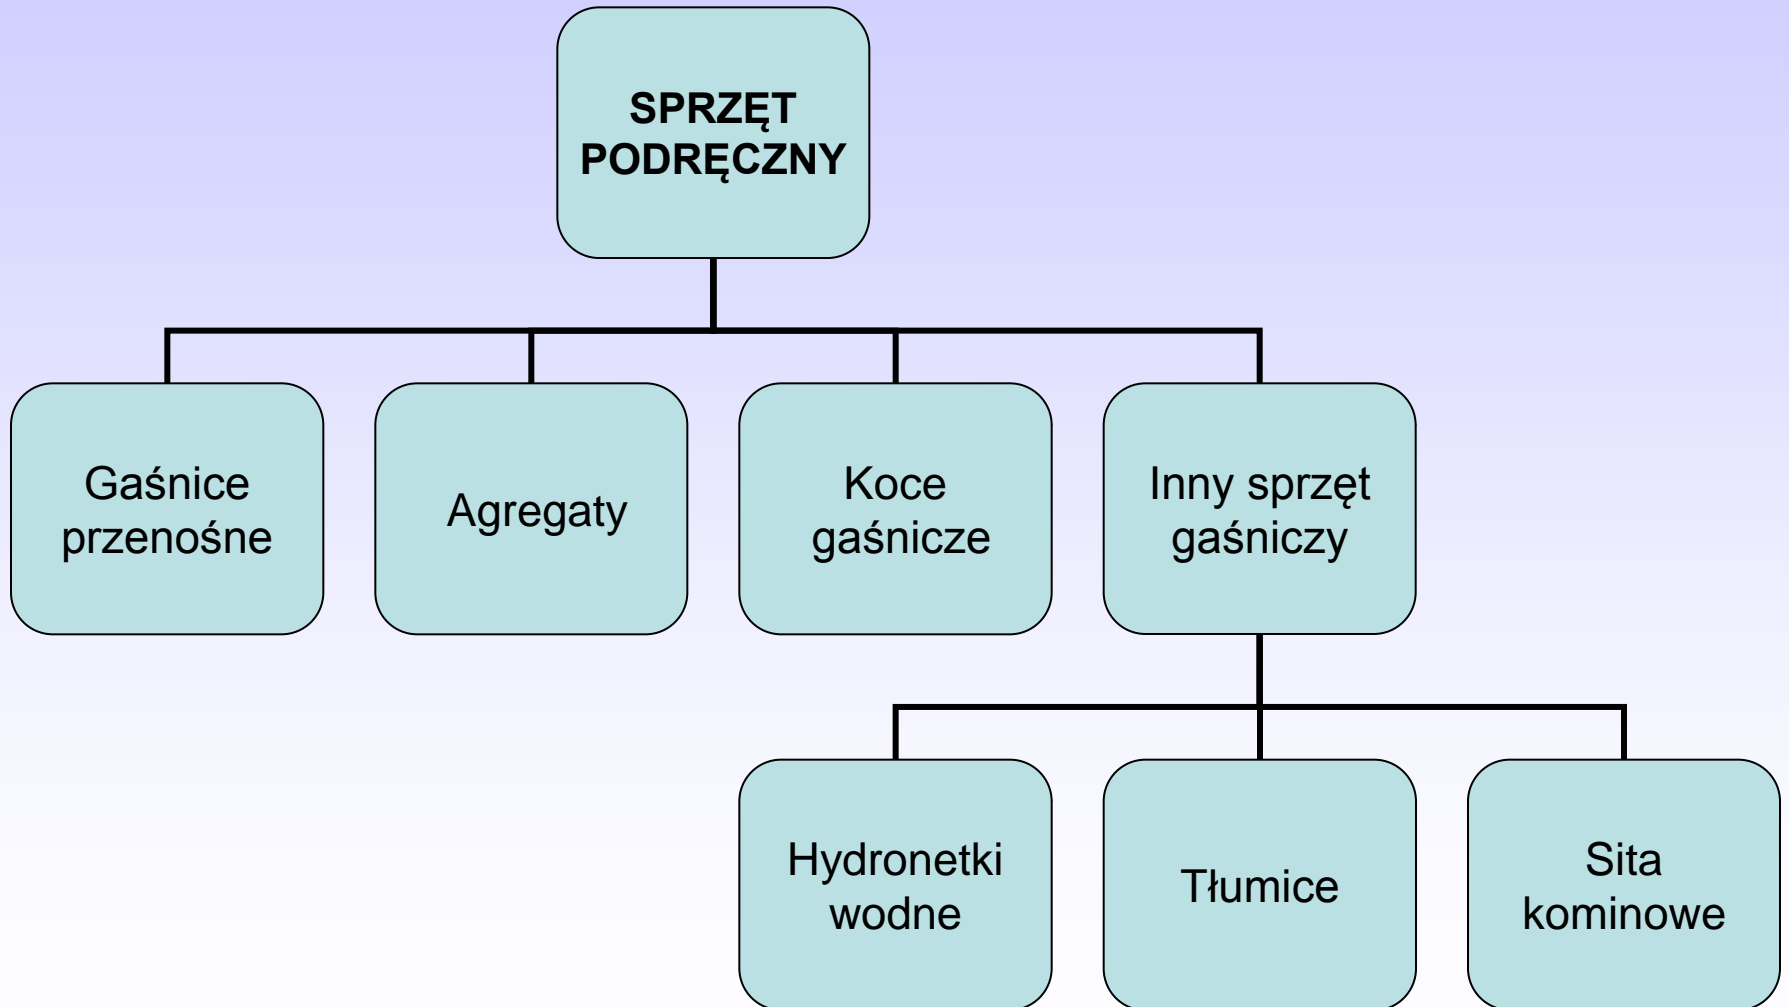 SPRZĘT
PODRĘCZNY
Gaśnice
przenośne
Agregaty
Koce
gaśnicze
Inny sprzęt
gaśniczy
Hydronetki
wodne
Tłumice
Sita
kominowe